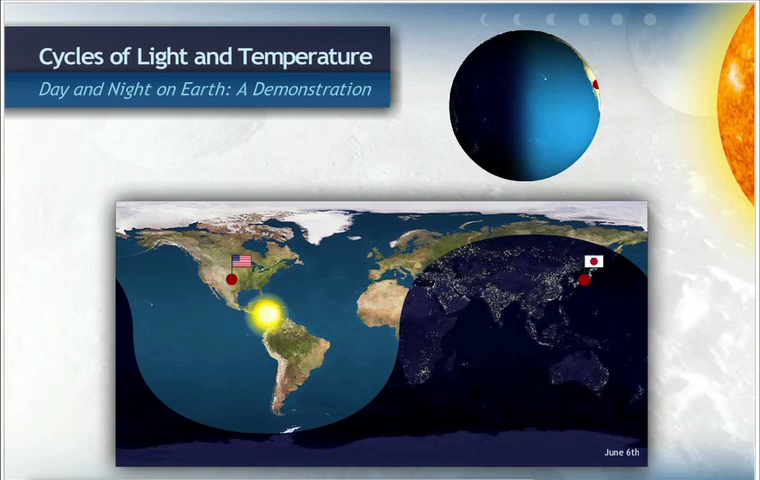 Cycles of Light and Temperature
Day and Night on Earth: A Demonstration
June 6th